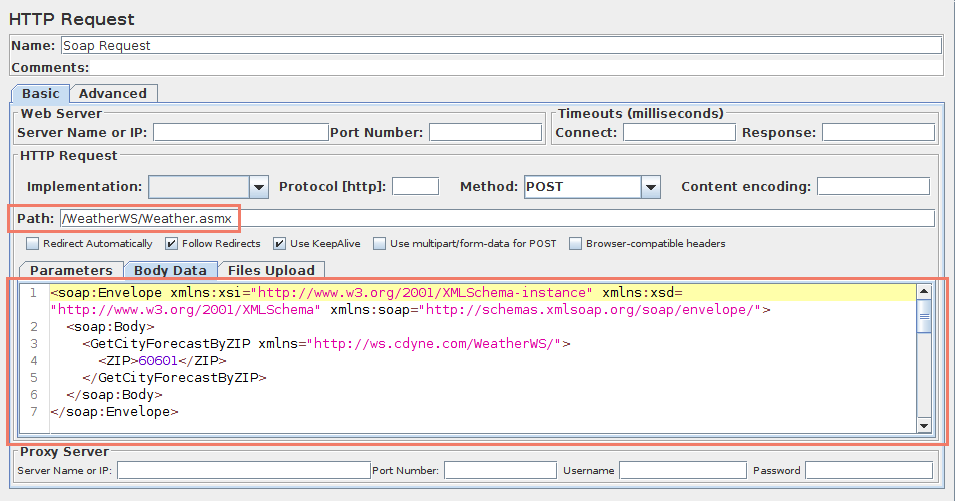 HTTP Request
Name: Soap Request
Comments:
Basic Advanced
Web Server Timeouts (milliseconds)
Server Name or IP: Port Number: Connect: Response:
HTTP Request
Implementation: Protocol [http]: Method: POST Content encoding:
Path: /WeatherWS/Weather.asmx
Redirect Automatically Follow Redirects Use KeepAlive Use multipart/form-data for POST Browser-compatible headers
Parameters Body Data Files Upload
1 <soap:Envelope xmlns:xsi="http://www.w3.org/2001/XMLSchema-instance" xmlns:xsd=
"http://www.w3.org/2001/XMLSchema" xmlns:soap="http://schemas.xmlsoap.org/soap/envelope/">
2 <soap:Body>
3 <GetCityForecastByZIP xmlns="http://ws.cdyne.com/WeatherWS/">
4 <ZIP>60601</ZIP>
5 </GetCityForecastByZIP>
6 </soap:Body>
7 </soap:Envelope>
Proxy Server
Server Name or IP: Port Number: Username Password